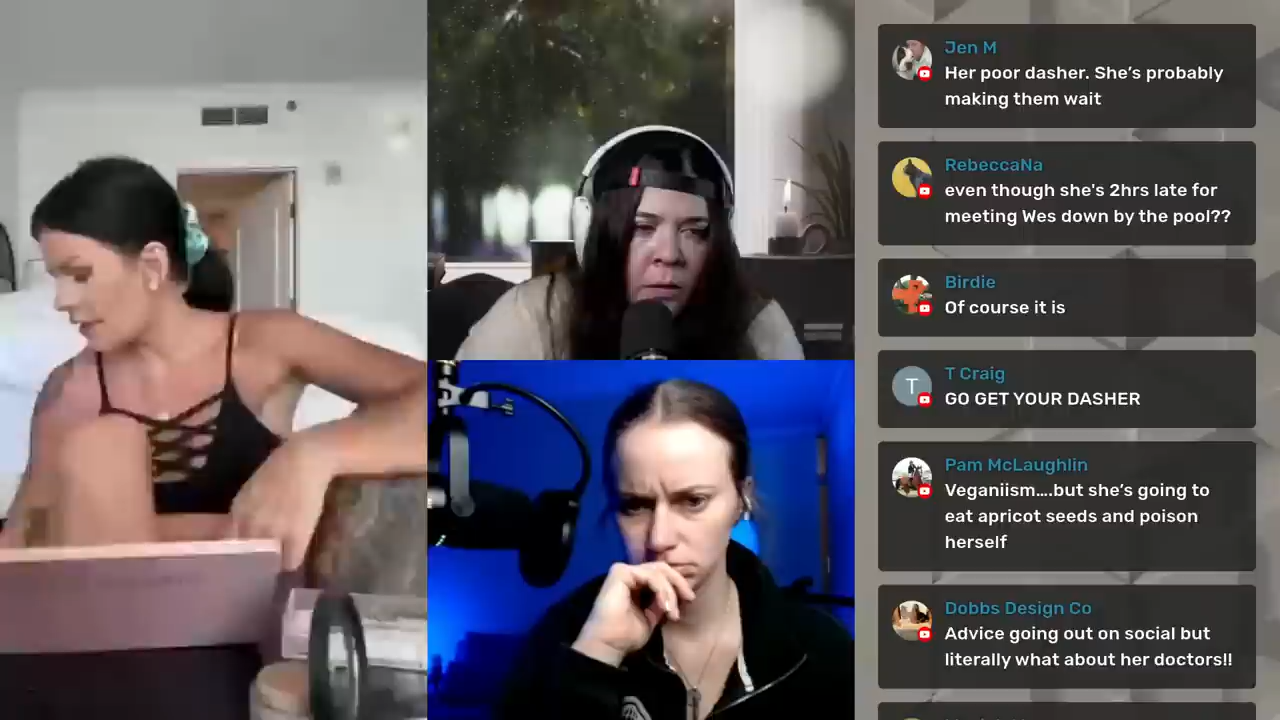 Jen M
Her poor dasher. She's probably
making them wait
RebeccaNa
even though she's 2hrs late for
meeting Wes down by the pool??
Birdie
Of course it is
T
T Craig
GO GET YOUR DASHER
Pam McLaughlin
Veganiism....but she's going to
eat apricot seeds and poison
herself
Dobbs Design Co
Advice going out on social but
literally what about her doctors!!